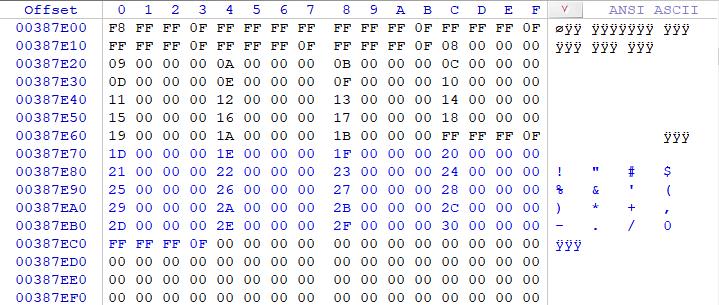 Offset 0 1 2 3 4 5 6 7 8 9 A B C D E F ANSI ASCII
00387E00 F8 FF FF 0F FF FF FF FF FF FF FF 0F FF FF FF 0F øÿÿ ÿÿÿÿÿÿÿ ÿÿÿ
00387E10 FF FF FF 0F FF FF FF 0F FF FF FF 0F 08 00 00 00 ÿÿÿ ÿÿÿ ÿÿÿ
00387E20 09 00 00 00 0A 00 00 00 0B 00 00 00 0C 00 00 00
00387E30 0D 00 00 00 0E 00 00 00 0F 00 00 00 10 00 00 00
00387E40 11 00 00 00 12 00 00 00 13 00 00 00 14 00 00 00
00387E50 15 00 00 00 16 00 00 00 17 00 00 00 18 00 00 00
00387E60 19 00 00 00 1A 00 00 00 1B 00 00 00 FF FF FF 0F ÿÿÿ
00387E70 1D 00 00 00 1E 00 00 00 1F 00 00 00 20 00 00 00
00387E80 21 00 00 00 22 00 00 00 23 00 00 00 24 00 00 00 ! " # $
00387E90 25 00 00 00 26 00 00 00 27 00 00 00 28 00 00 00 % & ' (
00387EA0 29 00 00 00 2A 00 00 00 2B 00 00 00 2C 00 00 00 ) * + ,
00387EB0 2D 00 00 00 2E 00 00 00 2F 00 00 00 30 00 00 00 - . / 0
00387EC0 FF FF FF 0F 00 00 00 00 00 00 00 00 00 00 00 00 ÿÿÿ
00387ED0 00 00 00 00 00 00 00 00 00 00 00 00 00 00 00 00
00387EE0 00 00 00 00 00 00 00 00 00 00 00 00 00 00 00 00
00387EF0 00 00 00 00 00 00 00 00 00 00 00 00 00 00 00 00